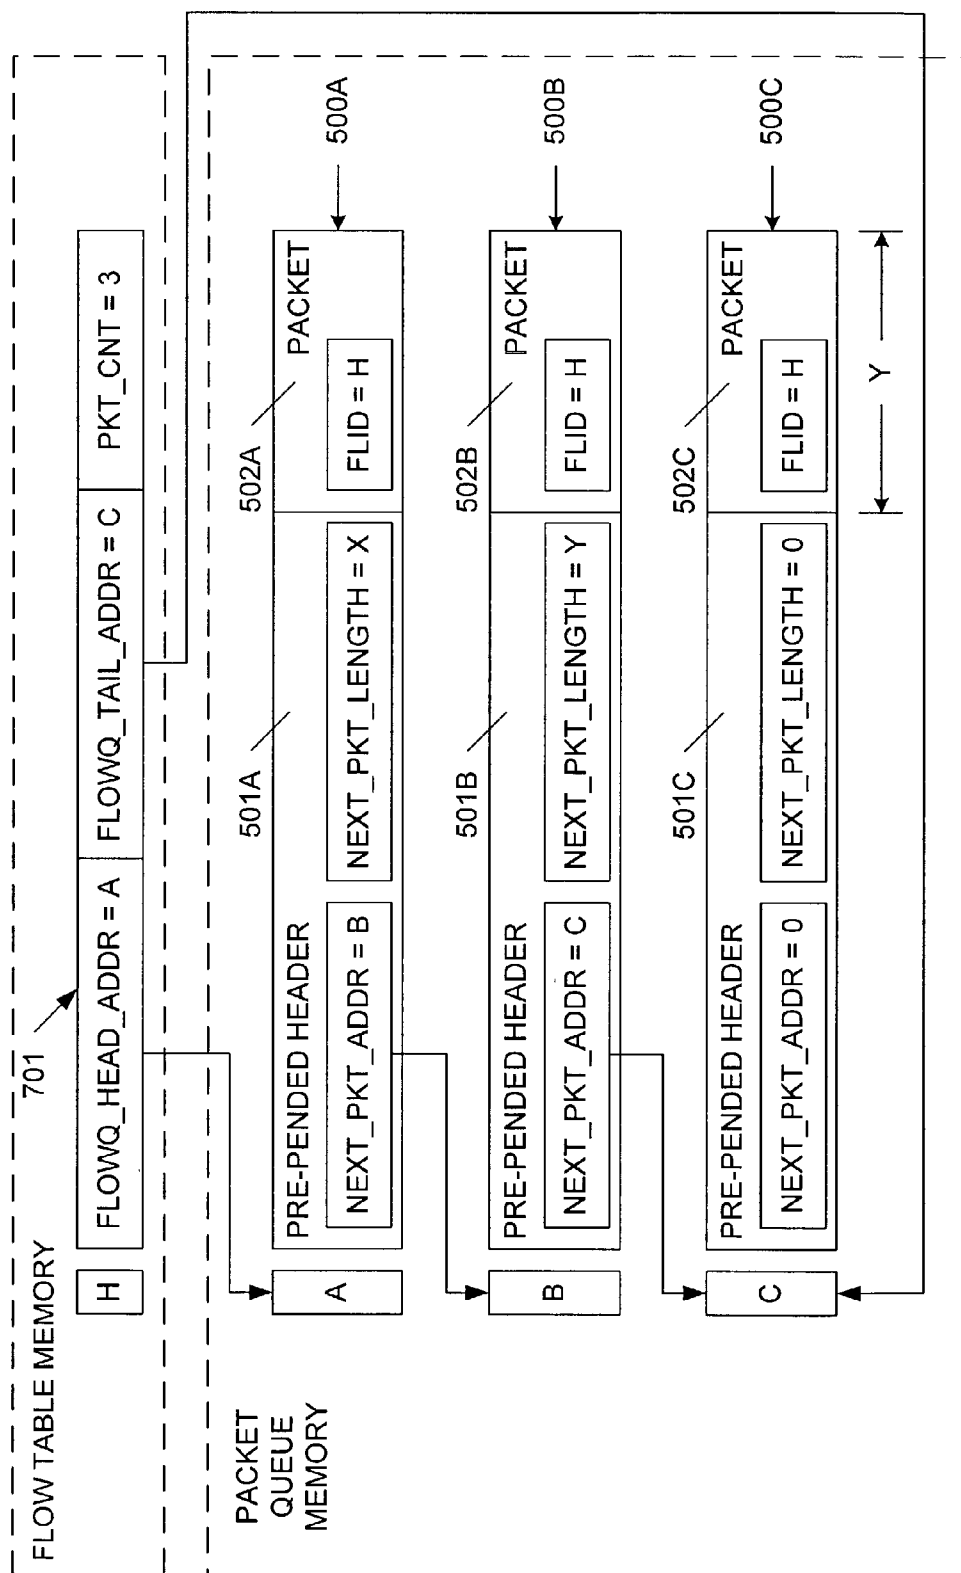 FLOW TABLE MEMORY
701
H
FLOWQ_HEAD_ADDR = A
FLOWQ_TAIL_ADDR = C
PKT_CNT = 3
PACKET
QUEUE
MEMORY
501A
502A
A
PRE-PENDED HEADER
PACKET
500A
NEXT_PKT_ADDR = B
NEXT_PKT_LENGTH = X
FLID = H
501B
502B
B
PRE-PENDED HEADER
PACKET
500B
NEXT_PKT_ADDR = C
NEXT_PKT_LENGTH = Y
FLID = H
501C
502C
C
PRE-PENDED HEADER
PACKET
500C
NEXT_PKT_ADDR = 0
NEXT_PKT_LENGTH = 0
FLID = H
Y